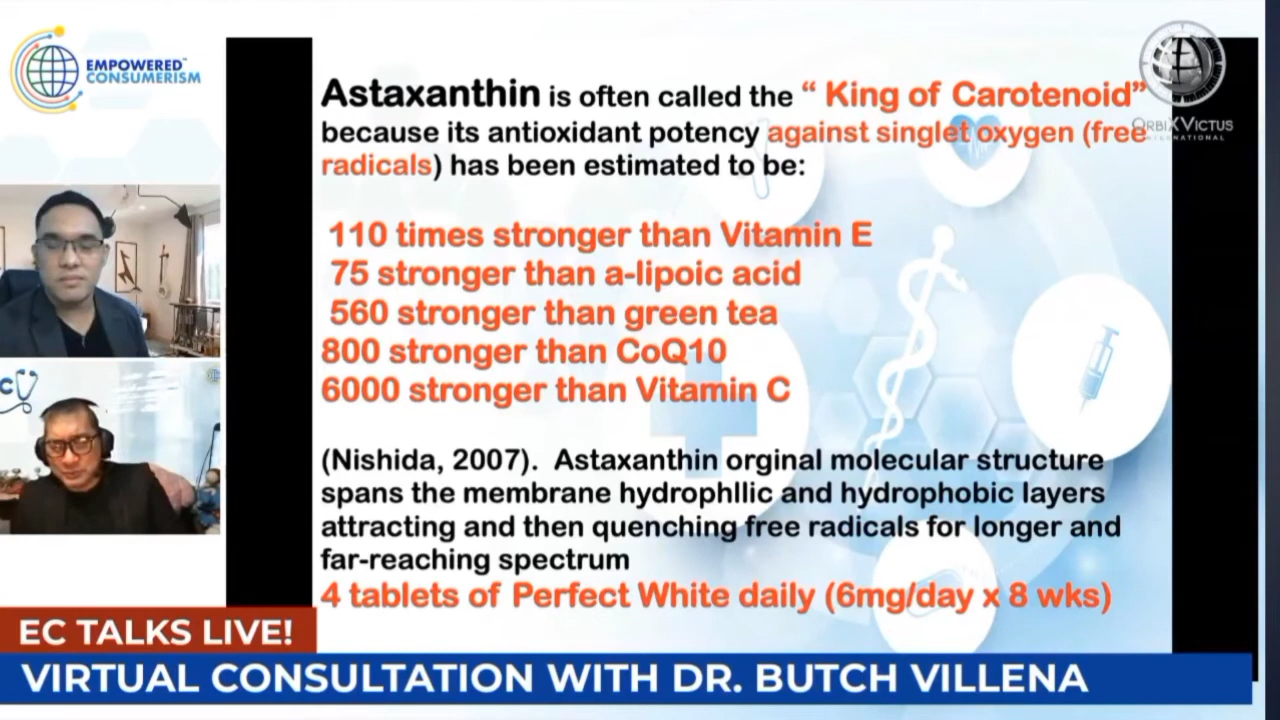 EMPOWERED™
CONSUMERISM
ORBIXVICTUS
INTERNATIONAL
Astaxanthin is often called the “ King of Carotenoid”
because its antioxidant potency against singlet oxygen (free
radicals) has been estimated to be:
110 times stronger than Vitamin E
75 stronger than a-lipoic acid
560 stronger than green tea
800 stronger than CoQ10
6000 stronger than Vitamin C
(Nishida, 2007). Astaxanthin orginal molecular structure
spans the membrane hydrophllic and hydrophobic layers
attracting and then quenching free radicals for longer and
far-reaching spectrum
4 tablets of Perfect White daily (6mg/day x 8 wks)
EC TALKS LIVE!
VIRTUAL CONSULTATION WITH DR. BUTCH VILLENA